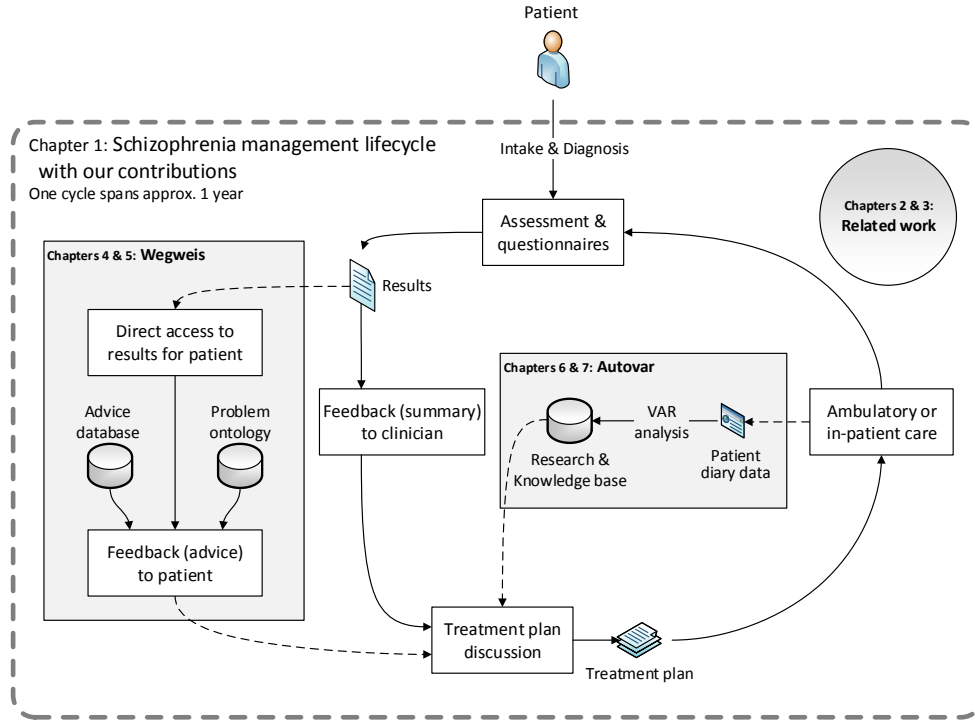 Patient
Intake & Diagnosis
Chapter 1: Schizophrenia management lifecycle
with our contributions
One cycle spans approx. 1 year
Chapters 2 & 3:
Related work
Assessment &
questionnaires
Results
Chapters 4 & 5: Wegweis
Direct access to
results for patient
Advice
database
Problem
ontology
Feedback (advice)
to patient
Feedback (summary)
to clinician
Chapters 6 & 7: Autovar
VAR
analysis
Research &
Knowledge base
Patient
diary data
Ambulatory or
in-patient care
Treatment plan
discussion
Treatment plan